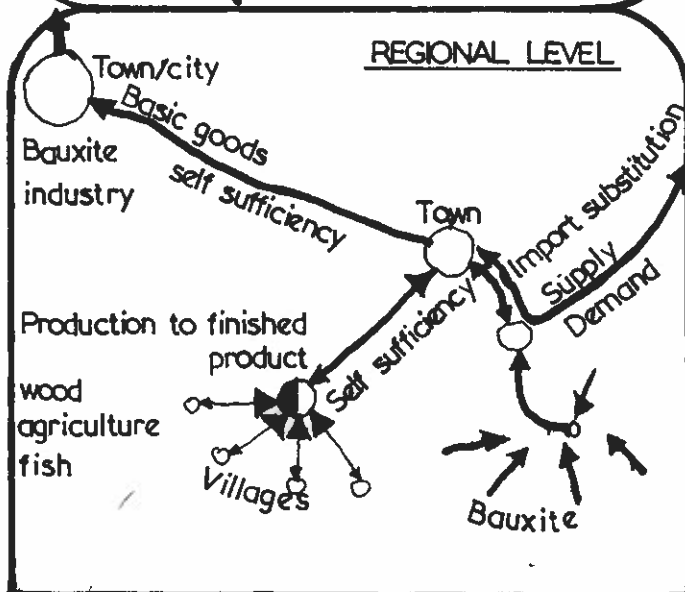 REGIONAL LEVEL
Town/city
Basic goods
self sufficiency
Bauxite
industry
Town
Import substitution
Supply
Demand
Self sufficiency
Production to finished
product
wood
agriculture
fish
Villages
Bauxite